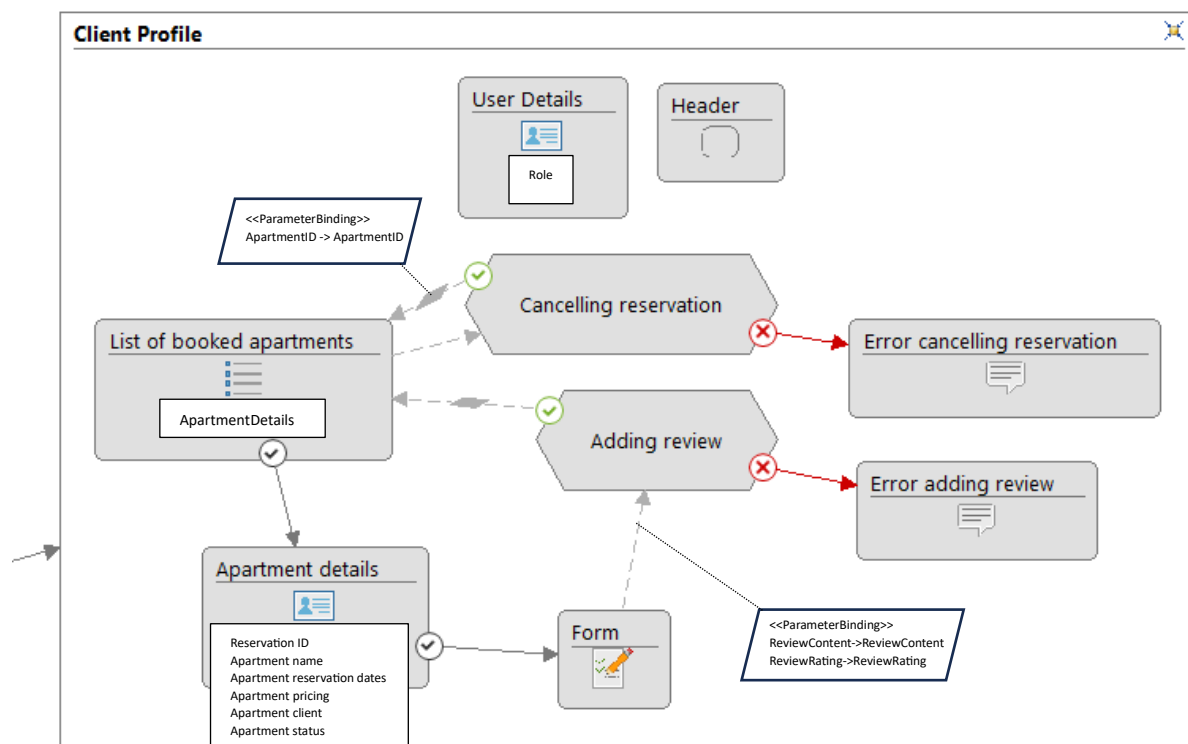 Client Profile
User Details
Role
Header
<<ParameterBinding>>
ApartmentID -> ApartmentID
Cancelling reservation
List of booked apartments
ApartmentDetails
Error cancelling reservation
Adding review
Error adding review
Apartment details
Reservation ID
Apartment name
Apartment reservation dates
Apartment pricing
Apartment client
Apartment status
Form
<<ParameterBinding>>
ReviewContent->ReviewContent
ReviewRating->ReviewRating